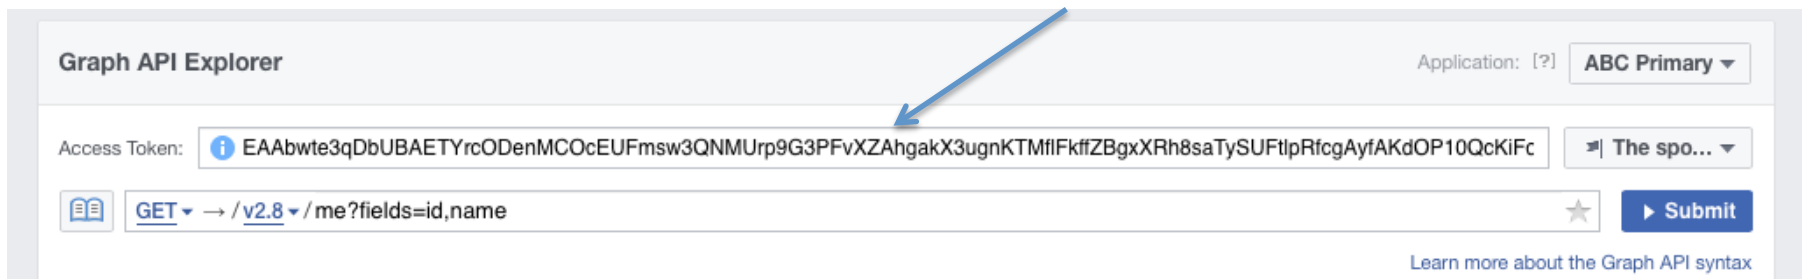 Graph API Explorer Application: [?] ABC Primary
Access Token: EAAbwte3qDbUBAETYrcODenMCOcEUFmsw3QNMUrp9G3PFvXZAhgakX3ugnKTMflFkffZBgxXRh8saTySUFtlpRfcgAyfAKdOP10QcKiFc The spo...
GET → / v2.8 / me?fields=id,name Submit
Learn more about the Graph API syntax